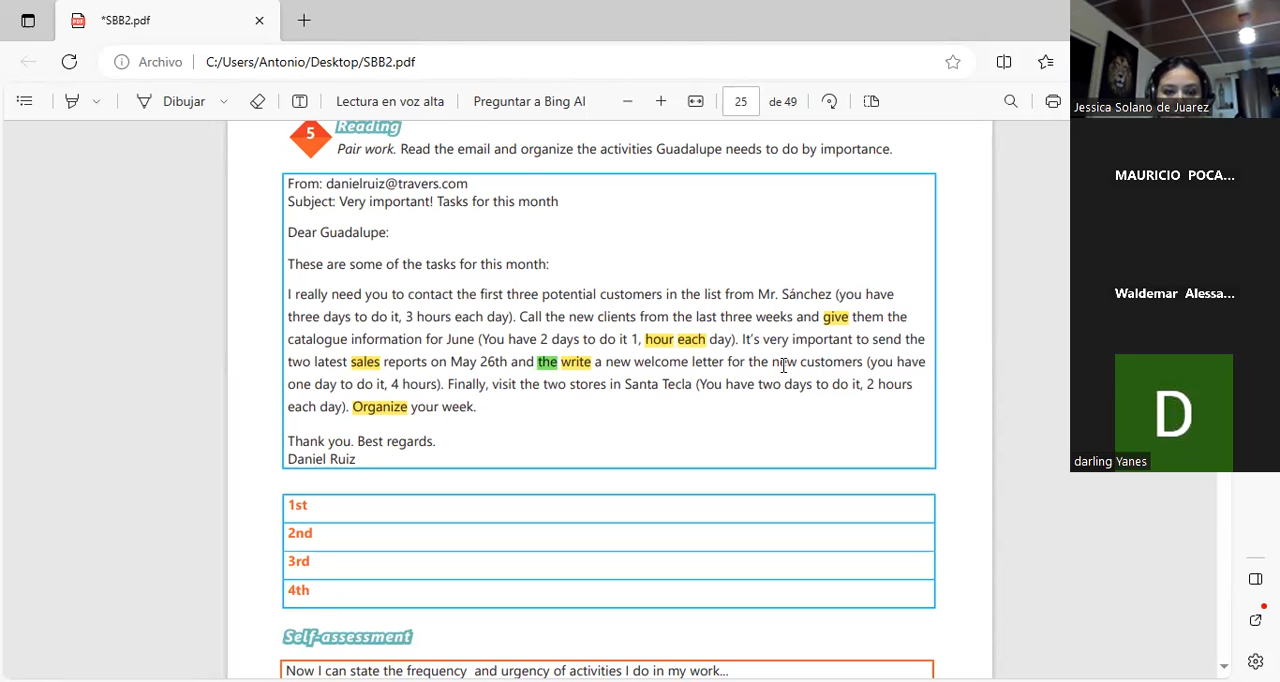 *SBB2.pdf
Archivo C:/Users/Antonio/Desktop/SBB2.pdf
Dibujar Lectura en voz alta Preguntar a Bing AI 25 de 49
5 Reading
Pair work. Read the email and organize the activities Guadalupe needs to do by importance.
From: danielruiz@travers.com
Subject: Very important! Tasks for this month
Dear Guadalupe:
These are some of the tasks for this month:
I really need you to contact the first three potential customers in the list from Mr. Sánchez (you have
three days to do it, 3 hours each day). Call the new clients from the last three weeks and give them the
catalogue information for June (You have 2 days to do it 1, hour each day). It's very important to send the
two latest sales reports on May 26th and the write a new welcome letter for the new customers (you have
one day to do it, 4 hours). Finally, visit the two stores in Santa Tecla (You have two days to do it, 2 hours
each day). Organize your week.
Thank you. Best regards.
Daniel Ruiz
1st
2nd
3rd
4th
Self-assessment
Now I can state the frequency and urgency of activities I do in my work...
Jessica Solano de Juarez
MAURICIO POCA...
Waldemar Alessa...
D
darling Yanes